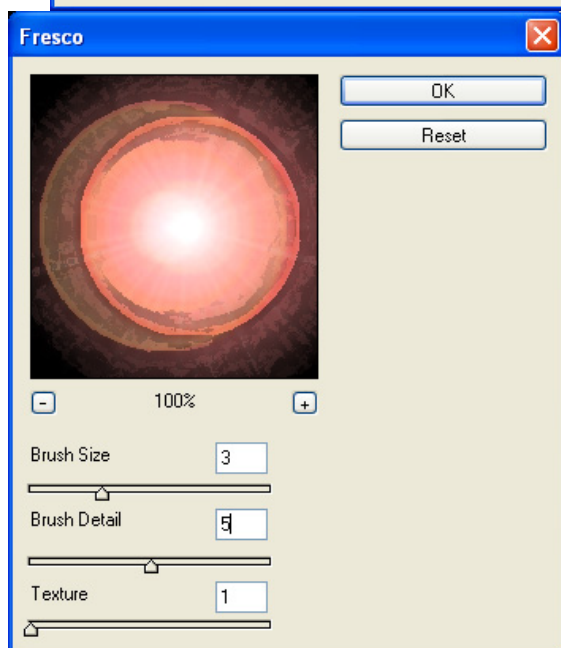 Fresco
OK
Reset
- 100% +
Brush Size 3
Brush Detail 5
Texture 1